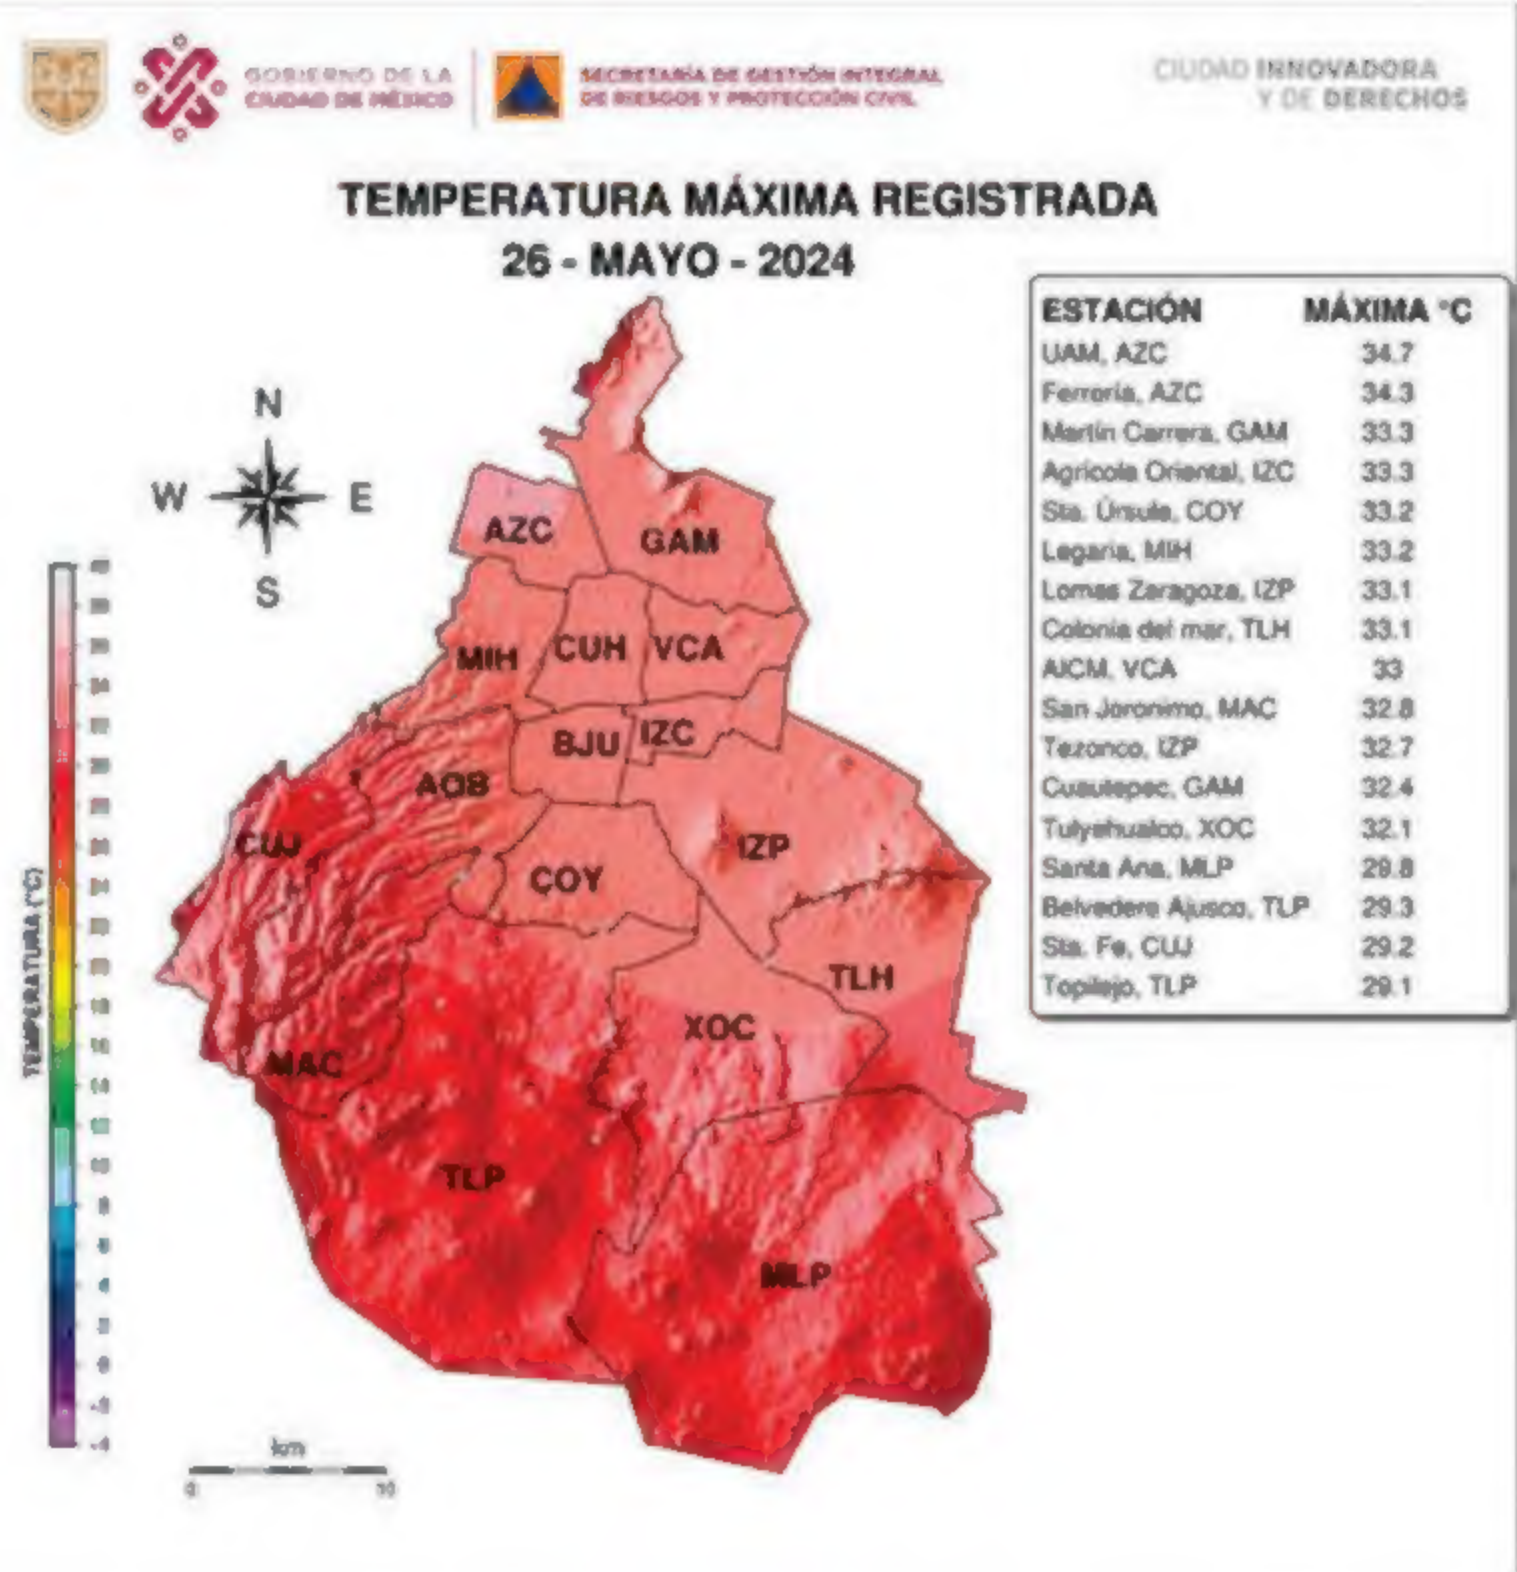 GOBIERNO DE LA
CIUDAD DE MÉXICO
SECRETARÍA DE GESTIÓN INTEGRAL
DE RIESGOS Y PROTECCIÓN CIVIL
CIUDAD INNOVADORA
Y DE DERECHOS
TEMPERATURA MÁXIMA REGISTRADA
26 - MAYO - 2024
ESTACIÓN MÁXIMA °C
UAM, AZC 34.7
Ferrería, AZC 34.3
Martín Carrera, GAM 33.3
Agrícola Oriental, IZC 33.3
Sta. Úrsula, COY 33.2
Legaria, MIH 33.2
Lomas Zaragoza, IZP 33.1
Colonia del mar, TLH 33.1
AICM, VCA 33
San Jeronimo, MAC 32.8
Tezonco, IZP 32.7
Cuautepec, GAM 32.4
Tulyehualco, XOC 32.1
Santa Ana, MLP 29.8
Belvedere Ajusco, TLP 29.3
Sta. Fe, CUJ 29.2
Topilejo, TLP 29.1
N
W E
S
AZC
GAM
MIH
CUH
VCA
BJU
IZC
AOB
CUJ
COY
IZP
TLH
XOC
MAC
TLP
MLP
TEMPERATURA (°C)
km
0 10